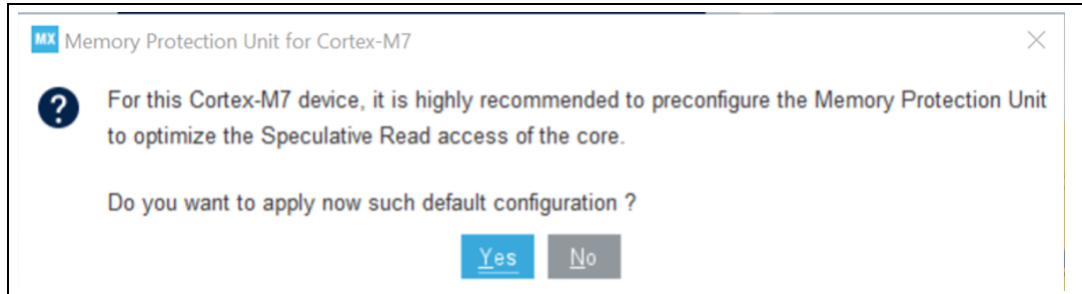 MX Memory Protection Unit for Cortex-M7
? For this Cortex-M7 device, it is highly recommended to preconfigure the Memory Protection Unit
to optimize the Speculative Read access of the core.
Do you want to apply now such default configuration ?
Yes No